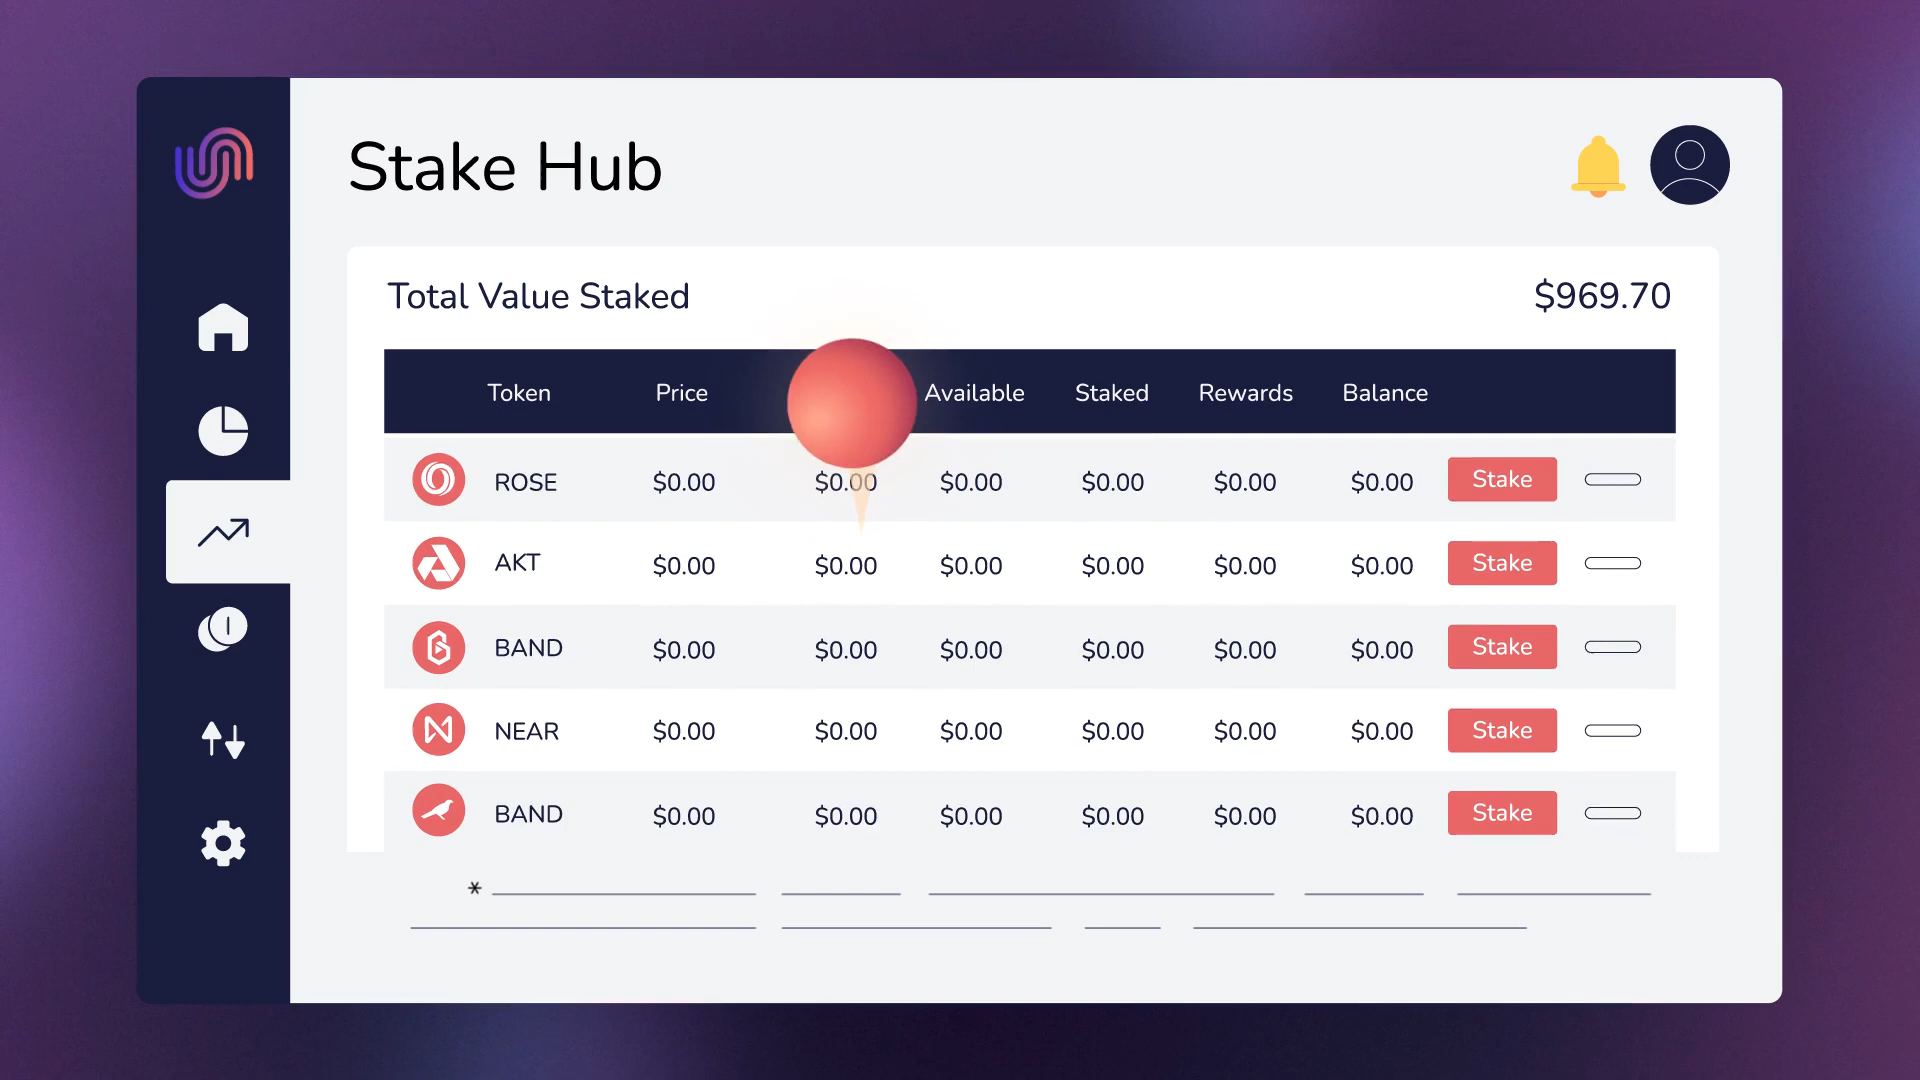 Stake Hub
Total Value Staked $969.70
Token Price Available Staked Rewards Balance
ROSE $0.00 $0.00 $0.00 $0.00 $0.00 $0.00 Stake
AKT $0.00 $0.00 $0.00 $0.00 $0.00 $0.00 Stake
BAND $0.00 $0.00 $0.00 $0.00 $0.00 $0.00 Stake
NEAR $0.00 $0.00 $0.00 $0.00 $0.00 $0.00 Stake
BAND $0.00 $0.00 $0.00 $0.00 $0.00 $0.00 Stake
*